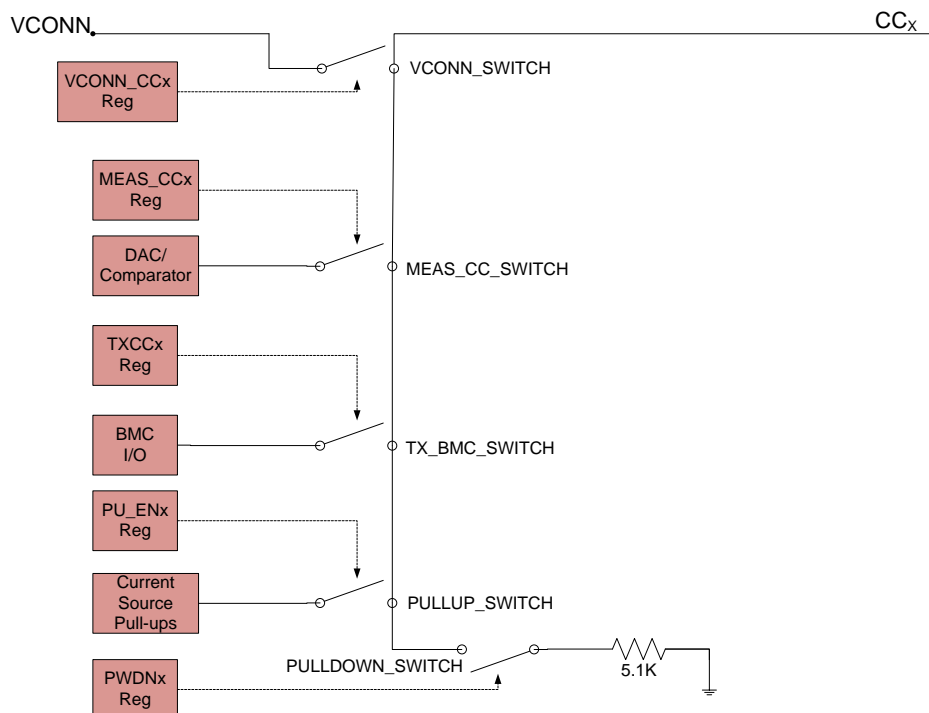 VCONN
CCX
VCONN_CCx
Reg
VCONN_SWITCH
MEAS_CCx
Reg
DAC/
Comparator
MEAS_CC_SWITCH
TXCCx
Reg
BMC
I/O
TX_BMC_SWITCH
PU_ENx
Reg
Current
Source
Pull-ups
PULLUP_SWITCH
PULLDOWN_SWITCH
5.1K
PWDNx
Reg